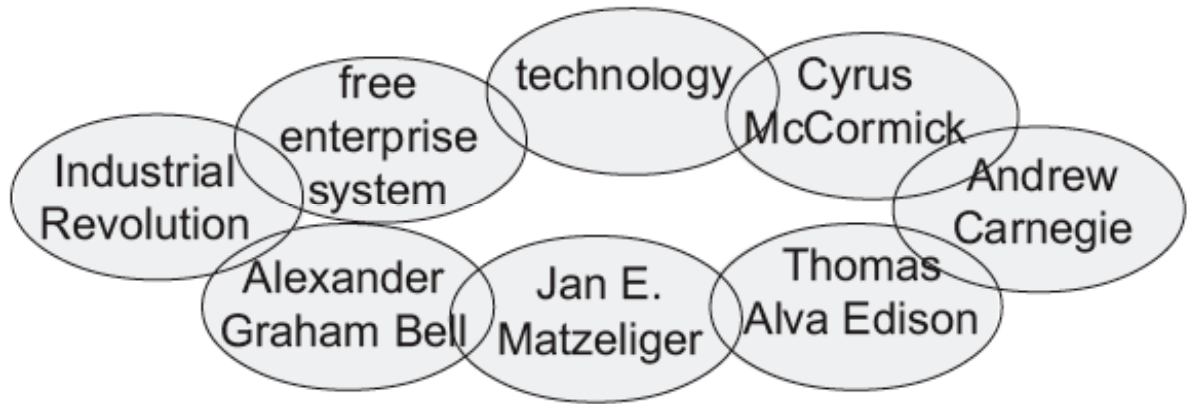 free
enterprise
system
technology
Cyrus
McCormick
Industrial
Revolution
Andrew
Carnegie
Alexander
Graham Bell
Jan E.
Matzeliger
Thomas
Alva Edison